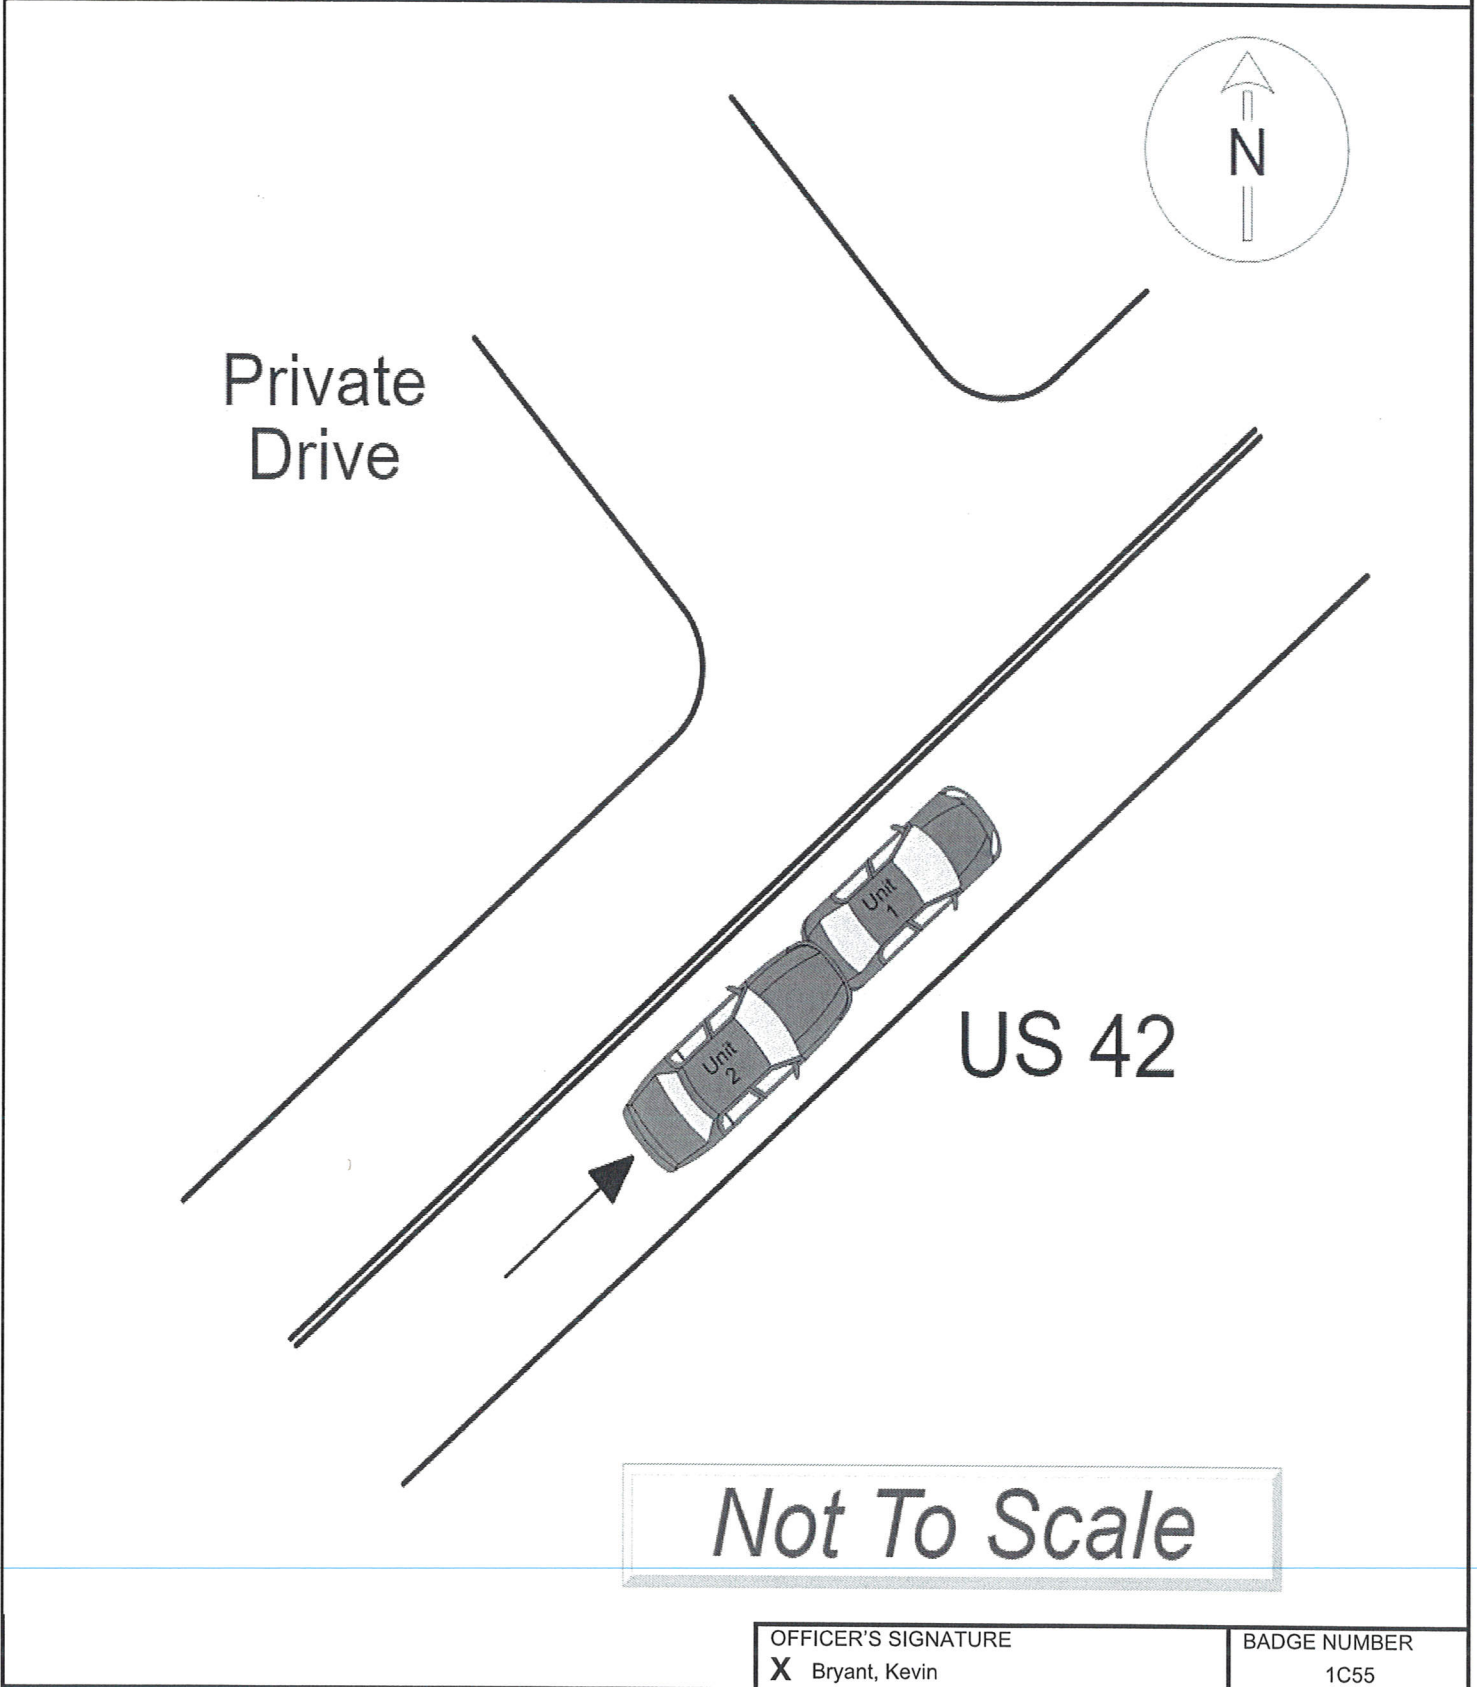 N
Private
Drive
Unit
1
Unit
2
US 42
Not To Scale
OFFICER'S SIGNATURE
X Bryant, Kevin
BADGE NUMBER
1C55